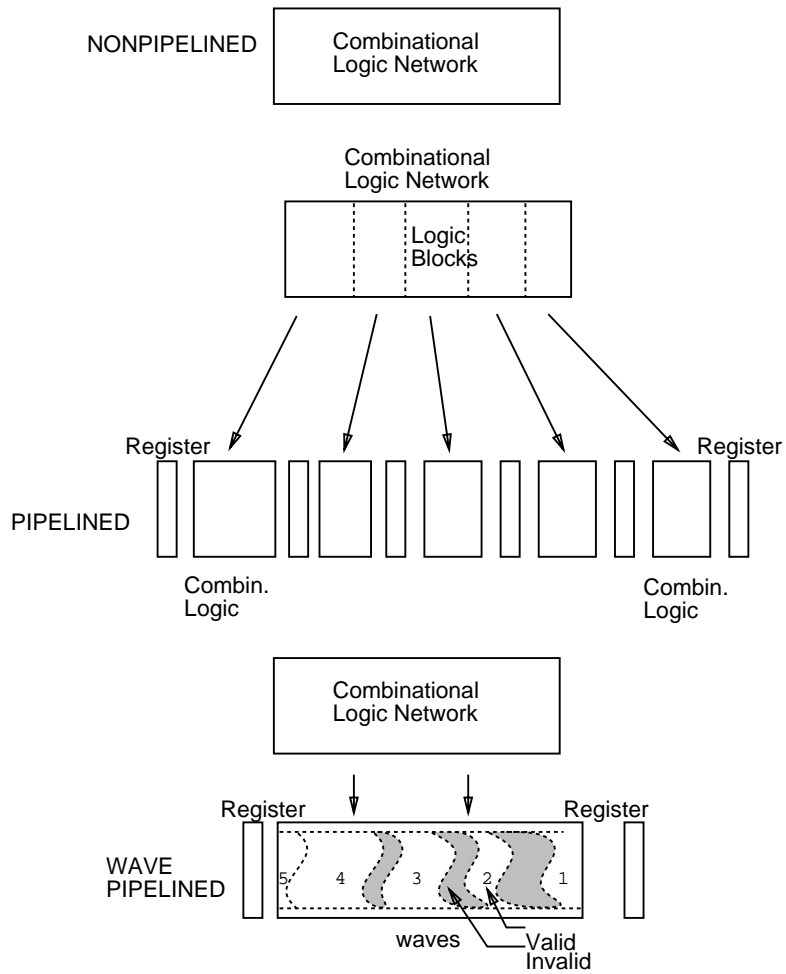 NONPIPELINED
Combinational
Logic Network
Combinational
Logic Network
Logic
Blocks
Register
Register
PIPELINED
Combin.
Logic
Combin.
Logic
Combinational
Logic Network
Register
Register
WAVE
PIPELINED
5 4 3 2 1
waves
Valid
Invalid